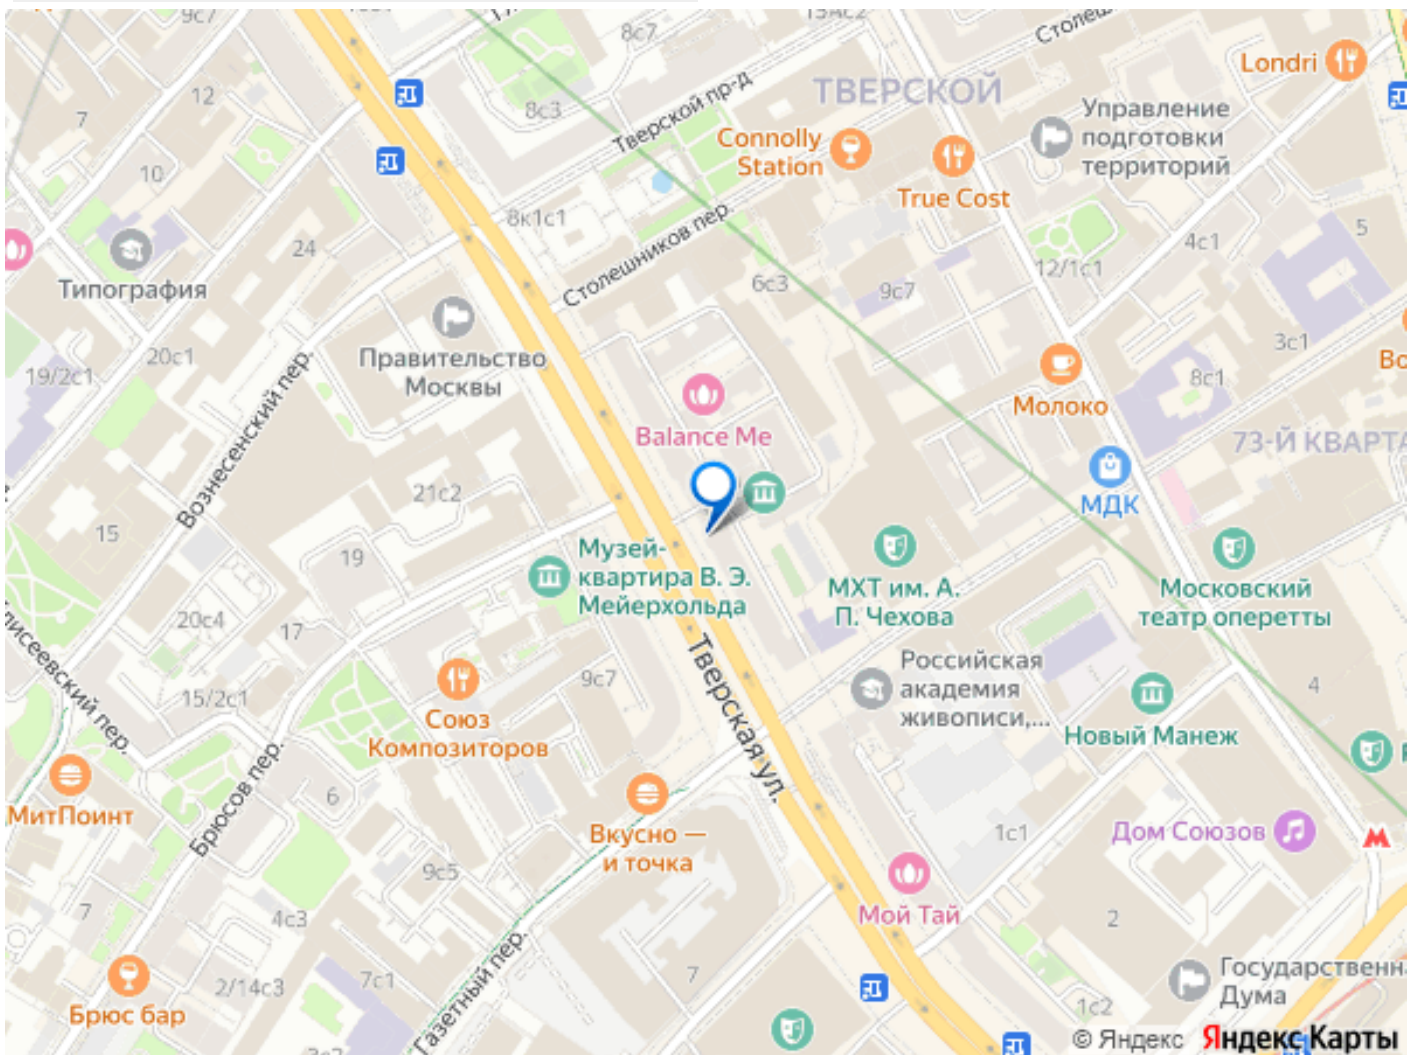 9с7
8с7
15Ас2
Столеш
Londri
12
7
8с3
Тверской пр-д
ТВЕРСКОЙ
Управление
подготовки
территорий
Connolly
Station
True Cost
10
8к1с1
Столешников пер.
24
5
4с1
12/1с1
Типография
6с3
9с7
Правительство
Москвы
20с1
19/2с1
3с1
Во
8с1
Молоко
Вознесенский пер.
Balance Me
73-Й КВАРТА
21с2
МДК
15
19
Музей-
квартира В. Э.
Мейерхольда
МХТ им. А.
П. Чехова
Московский
театр оперетты
20с4
17
Елисеевский пер.
15/2с1
9с7
Тверская ул.
Российская
академия
живописи,...
4
Союз
Композиторов
Новый Манеж
МитПоинт
Брюсов пер.
6
Вкусно —
и точка
1с1
Дом Союзов
9с5
7
4с3
Мой Тай
2
Брюс бар
2/14с3
7с1
Газетный пер.
7
Государственн
Дума
1с2
© Яндекс Яндекс Карты